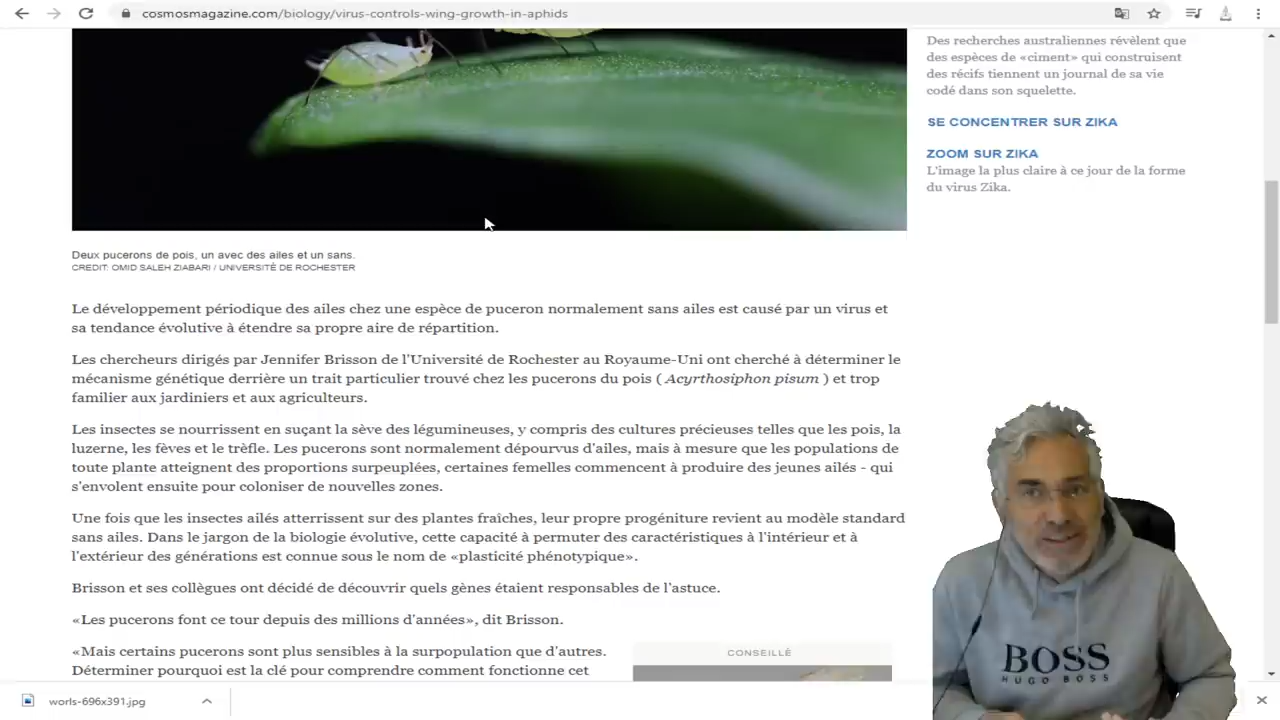 cosmosmagazine.com/biology/virus-controls-wing-growth-in-aphids
Deux pucerons de pois, un avec des ailes et un sans.
CREDIT: OMID SALEH ZIABARI / UNIVERSITÉ DE ROCHESTER
Le développement périodique des ailes chez une espèce de puceron normalement sans ailes est causé par un virus et
sa tendance évolutive à étendre sa propre aire de répartition.
Les chercheurs dirigés par Jennifer Brisson de l'Université de Rochester au Royaume-Uni ont cherché à déterminer le
mécanisme génétique derrière un trait particulier trouvé chez les pucerons du pois ( Acyrthosiphon pisum ) et trop
familier aux jardiniers et aux agriculteurs.
Les insectes se nourrissent en suçant la sève des légumineuses, y compris des cultures précieuses telles que les pois, la
luzerne, les fèves et le trèfle. Les pucerons sont normalement dépourvus d'ailes, mais à mesure que les populations de
toute plante atteignent des proportions surpeuplées, certaines femelles commencent à produire des jeunes ailés - qui
s'envolent ensuite pour coloniser de nouvelles zones.
Une fois que les insectes ailés atterrissent sur des plantes fraîches, leur propre progéniture revient au modèle standard
sans ailes. Dans le jargon de la biologie évolutive, cette capacité à permuter des caractéristiques à l'intérieur et à
l'extérieur des générations est connue sous le nom de «plasticité phénotypique».
Brisson et ses collègues ont décidé de découvrir quels gènes étaient responsables de l'astuce.
«Les pucerons font ce tour depuis des millions d'années», dit Brisson.
«Mais certains pucerons sont plus sensibles à la surpopulation que d'autres.
Déterminer pourquoi est la clé pour comprendre comment fonctionne cet
CONSEILLÉ
Des recherches australiennes révèlent que
des espèces de «ciment» qui construisent
des récifs tiennent un journal de sa vie
codé dans son squelette.
SE CONCENTRER SUR ZIKA
ZOOM SUR ZIKA
L'image la plus claire à ce jour de la forme
du virus Zika.
BOSS
HUGO BOSS
worls-696x391.jpg